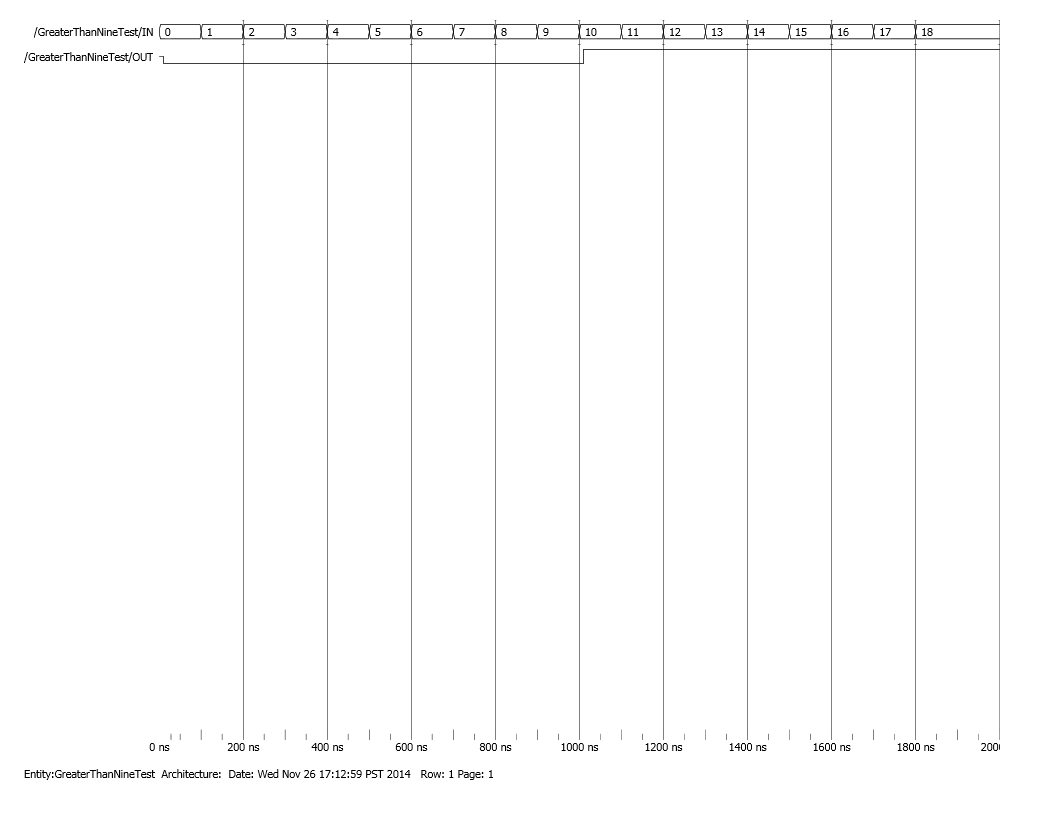 /GreaterThanNineTest/IN 0 1 2 3 4 5 6 7 8 9 10 11 12 13 14 15 16 17 18
/GreaterThanNineTest/OUT
0 ns 200 ns 400 ns 600 ns 800 ns 1000 ns 1200 ns 1400 ns 1600 ns 1800 ns 200
Entity:GreaterThanNineTest Architecture: Date: Wed Nov 26 17:12:59 PST 2014 Row: 1 Page: 1